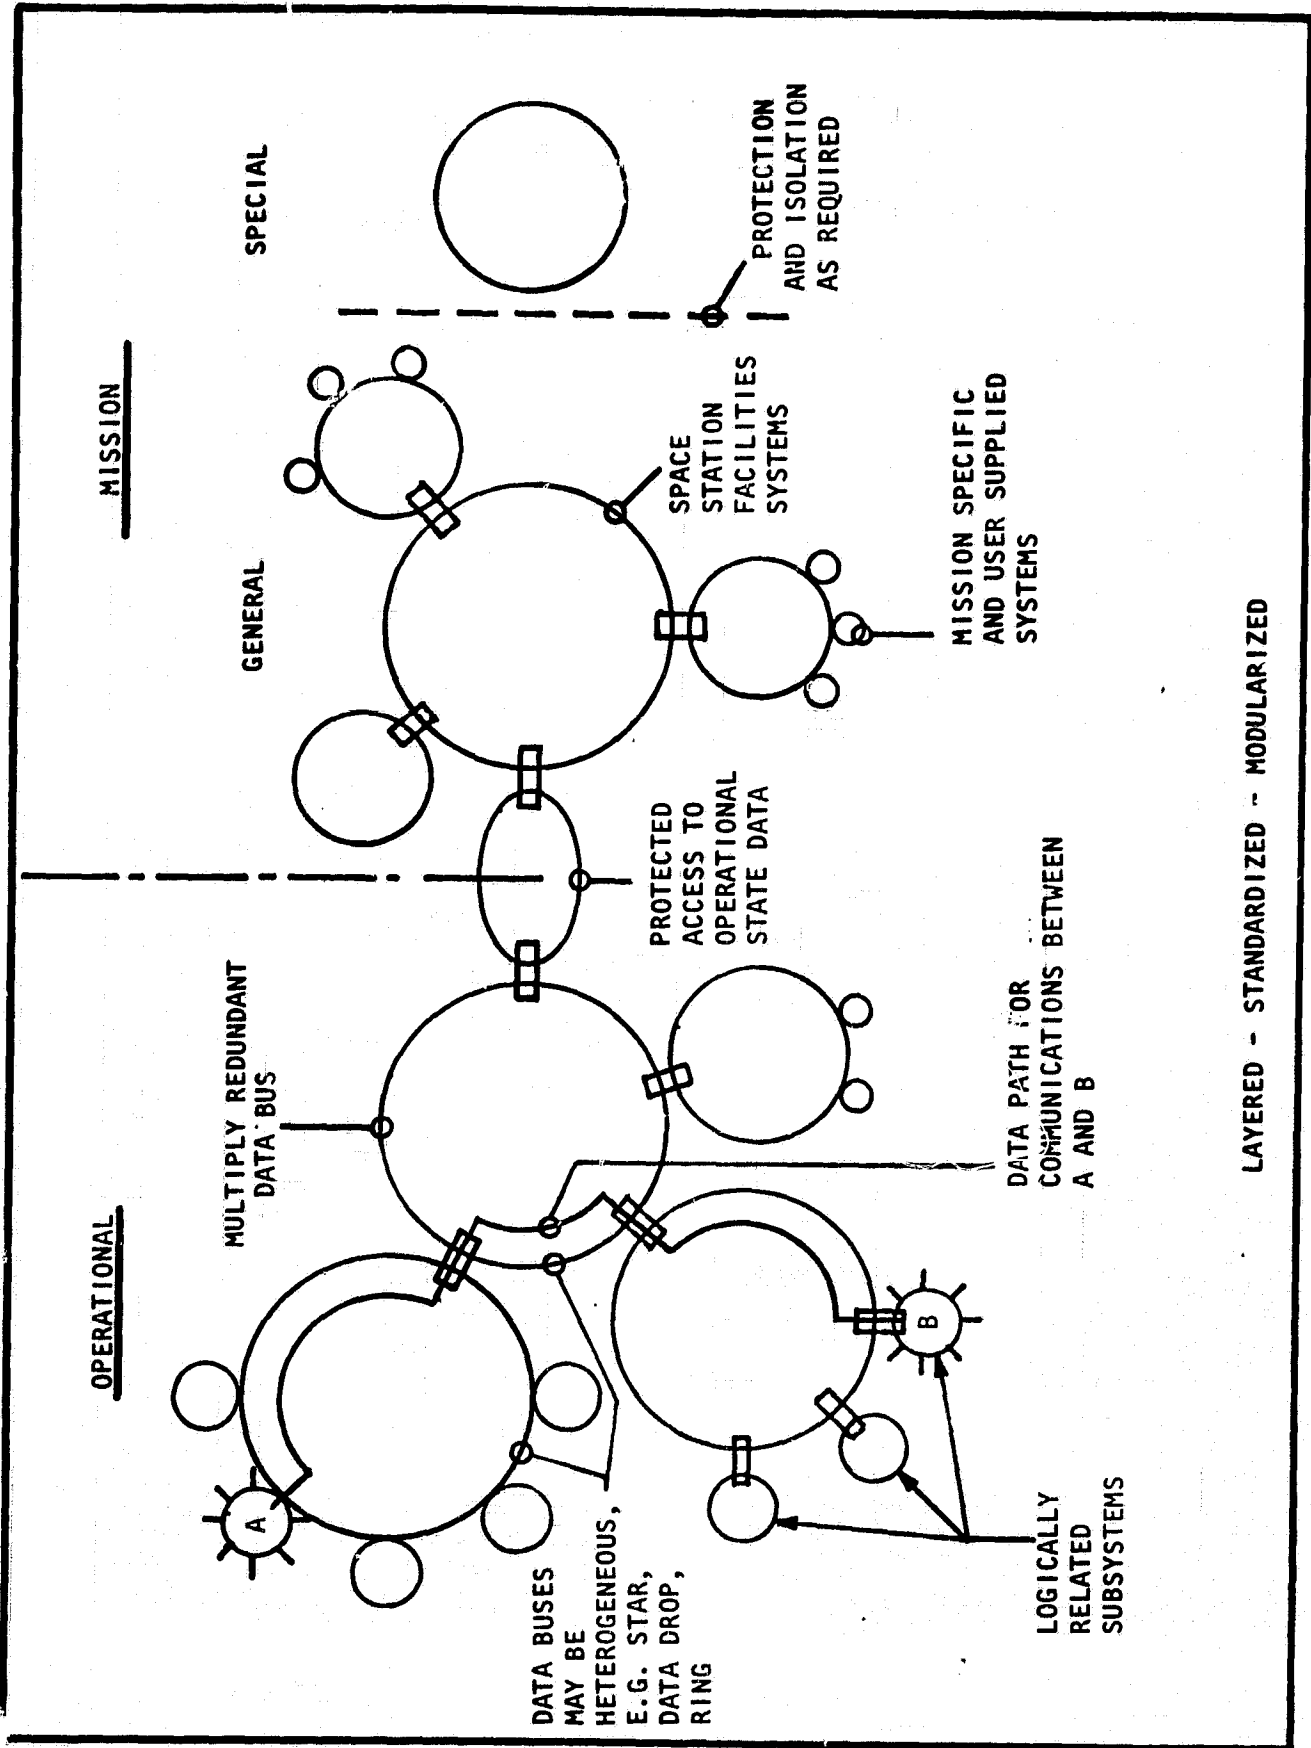 OPERATIONAL
MISSION
MULTIPLY REDUNDANT
DATA BUS
GENERAL
SPECIAL
A
DATA BUSES
MAY BE
HETEROGENEOUS,
E.G. STAR,
DATA DROP,
RING
PROTECTED
ACCESS TO
OPERATIONAL
STATE DATA
SPACE
STATION
FACILITIES
SYSTEMS
PROTECTION
AND ISOLATION
AS REQUIRED
B
LOGICALLY
RELATED
SUBSYSTEMS
DATA PATH FOR
COMMUNICATIONS BETWEEN
A AND B
MISSION SPECIFIC
AND USER SUPPLIED
SYSTEMS
LAYERED - STANDARDIZED - MODULARIZED